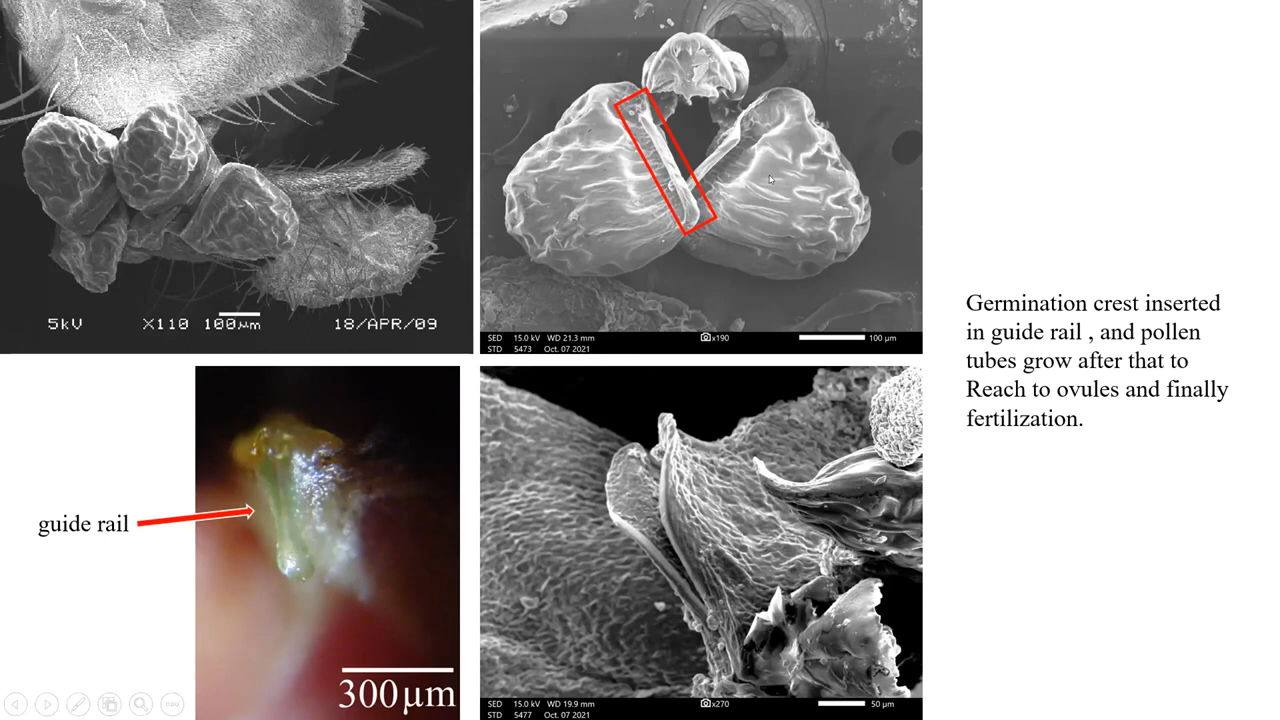 5kV X110 100µm 18/APR/09
SED 15.0 kV WD 21.3 mm x190 100 µm
STD 5473 Oct. 07 2021
Germination crest inserted
in guide rail , and pollen
tubes grow after that to
Reach to ovules and finally
fertilization.
guide rail
300µm
SED 15.0 kV WD 19.9 mm x270 50 µm
STD 5477 Oct. 07 2021